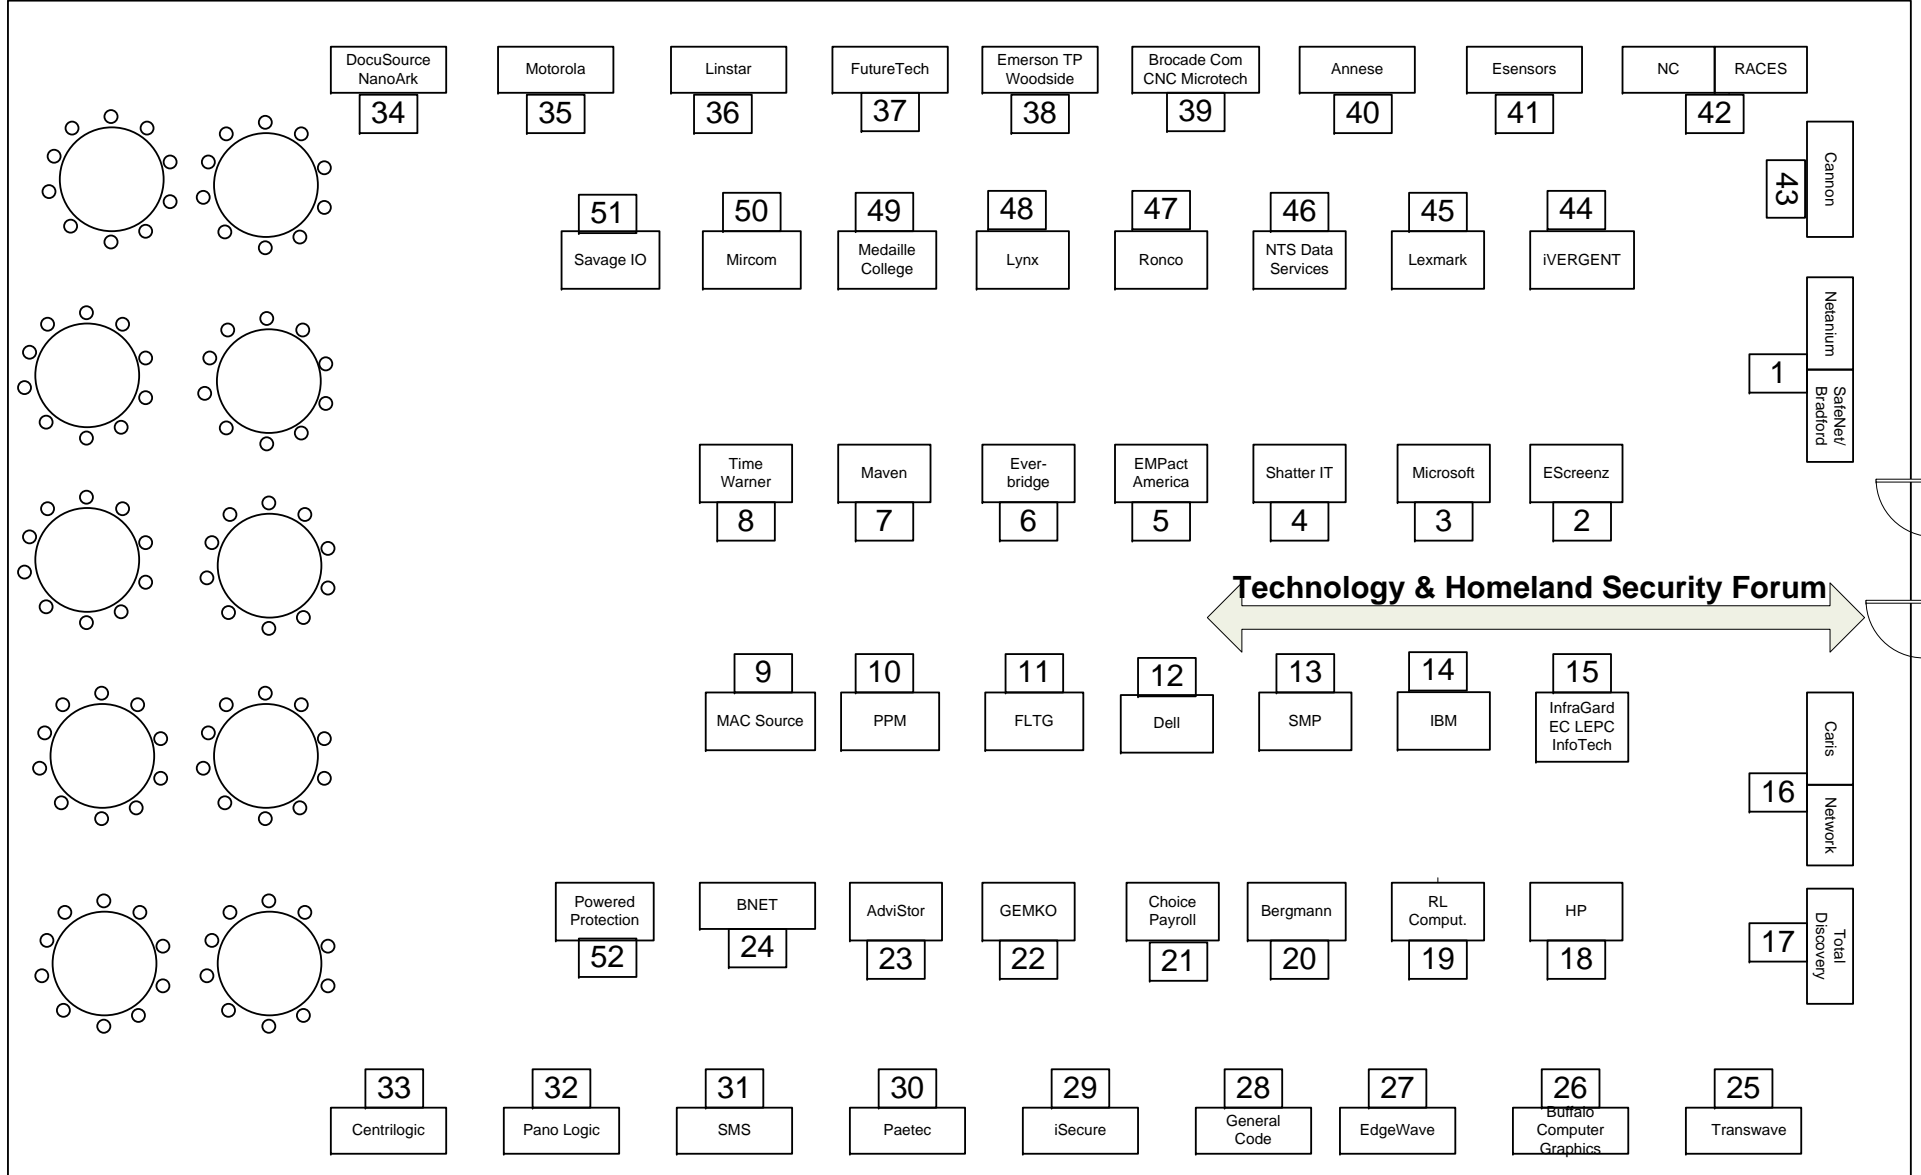 DocuSource
NanoArk
34
Motorola
35
Linstar
36
FutureTech
37
Emerson TP
Woodside
38
Brocade Com
CNC Microtech
39
Annese
40
Esensors
41
NC
RACES
42
Cannon
43
51
Savage IO
50
Mircom
49
Medaille
College
48
Lynx
47
Ronco
46
NTS Data
Services
45
Lexmark
44
iVERGENT
Netanium
1
SafeNet/
Bradford
Time
Warner
8
Maven
7
Ever-
bridge
6
EMPact
America
5
Shatter IT
4
Microsoft
3
EScreenz
2
Technology & Homeland Security Forum
9
MAC Source
10
PPM
11
FLTG
12
Dell
13
SMP
14
IBM
15
InfraGard
EC LEPC
InfoTech
Caris
16
Network
Powered
Protection
52
BNET
24
AdviStor
23
GEMKO
22
Choice
Payroll
21
Bergmann
20
RL
Comput.
19
HP
18
17
Total
Discovery
33
Centrilogic
32
Pano Logic
31
SMS
30
Paetec
29
iSecure
28
General
Code
27
EdgeWave
26
Buffalo
Computer
Graphics
25
Transwave